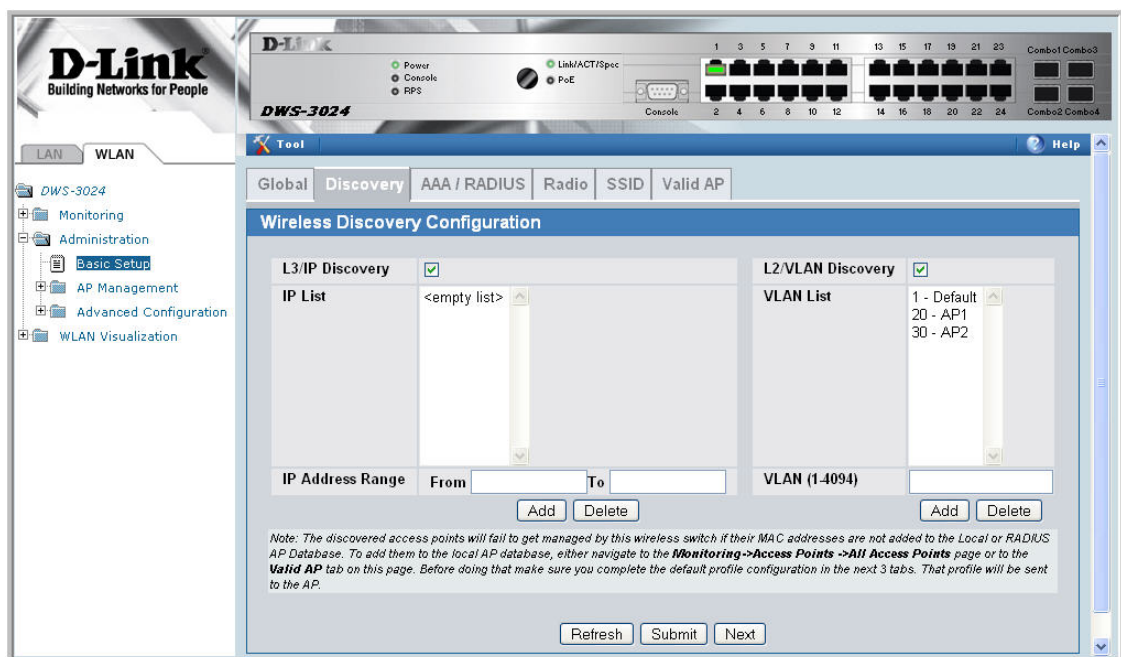 D-Link
Building Networks for People
D-Link
Power
Console
RPS
Link/ACT/Spec
PoE
DWS-3024
Console
1 3 5 7 9 11 13 15 17 19 21 23
2 4 6 8 10 12 14 16 18 20 22 24
Combo1 Combo3
Combo2 Combo4
LAN WLAN
Tool
Help
DWS-3024
Monitoring
Administration
Basic Setup
AP Management
Advanced Configuration
WLAN Visualization
Global Discovery AAA / RADIUS Radio SSID Valid AP
Wireless Discovery Configuration
L3/IP Discovery
IP List
<empty list>
IP Address Range From To
Add Delete
L2/VLAN Discovery
VLAN List
1 - Default
20 - AP1
30 - AP2
VLAN (1-4094)
Add Delete
Note: The discovered access points will fail to get managed by this wireless switch if their MAC addresses are not added to the Local or RADIUS
AP Database. To add them to the local AP database, either navigate to the Monitoring->Access Points ->All Access Points page or to the
Valid AP tab on this page. Before doing that make sure you complete the default profile configuration in the next 3 tabs. That profile will be sent
to the AP.
Refresh Submit Next